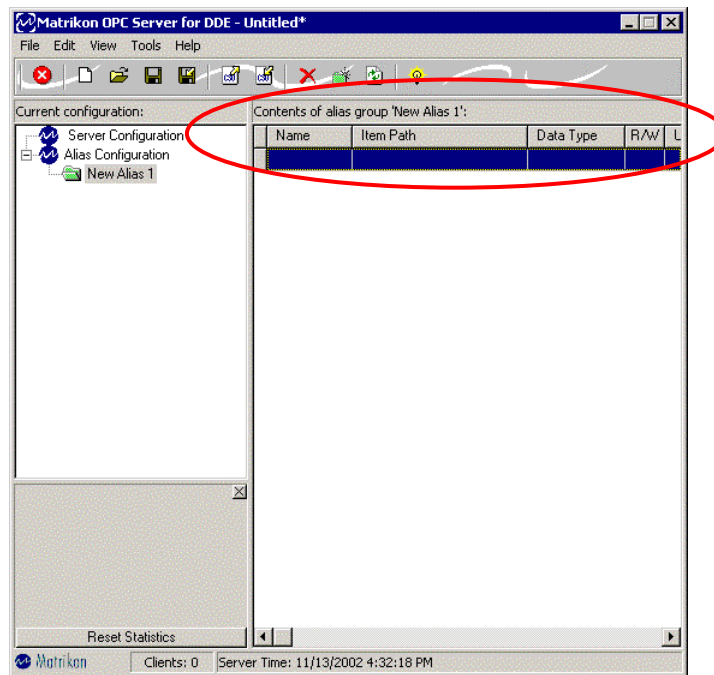 Matrikon OPC Server for DDE - Untitled*
File Edit View Tools Help
csv csv
Current configuration:
Contents of alias group 'New Alias 1':
Server Configuration
Alias Configuration
New Alias 1
Name Item Path Data Type R/W U
Reset Statistics
Matrikon Clients: 0 Server Time: 11/13/2002 4:32:18 PM